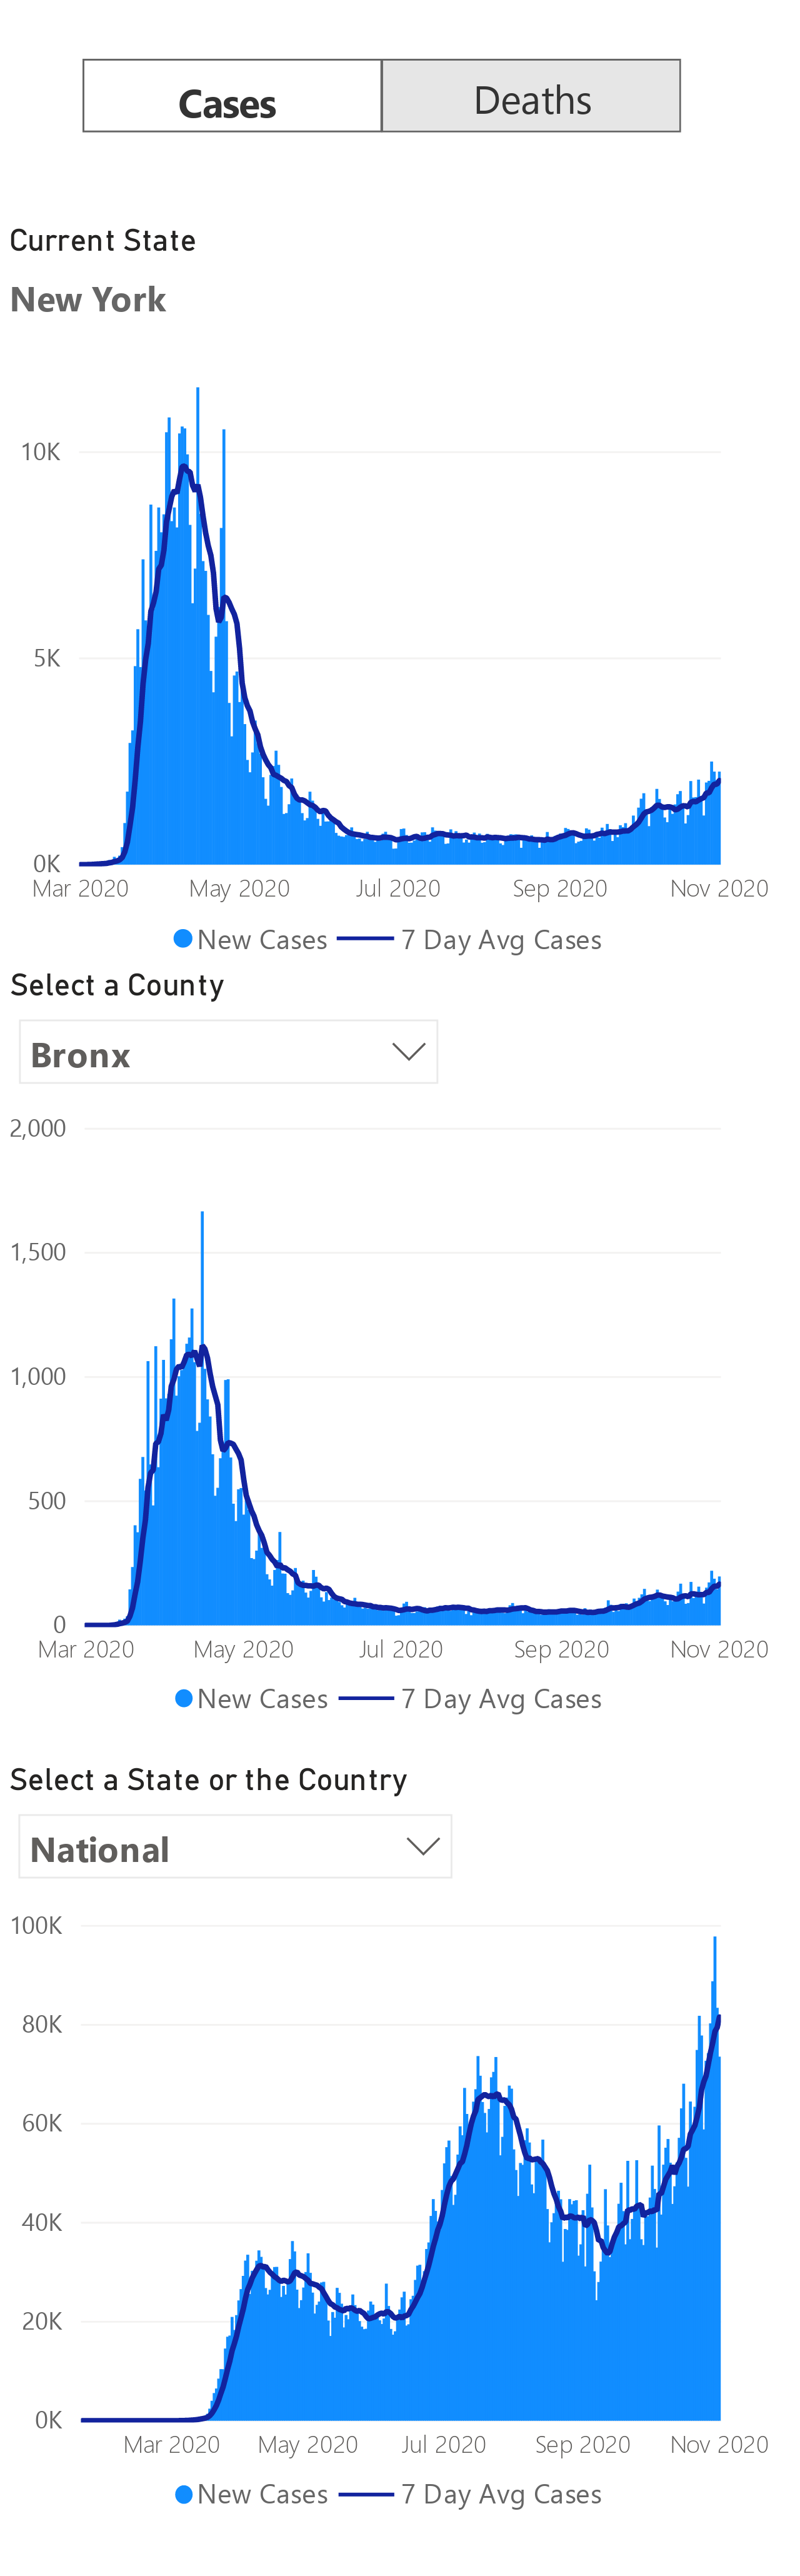 Cases Deaths
Current State
New York
10K
5K
0K
Mar 2020 May 2020 Jul 2020 Sep 2020 Nov 2020
New Cases 7 Day Avg Cases
Select a County
Bronx
2,000
1,500
1,000
500
0
Mar 2020 May 2020 Jul 2020 Sep 2020 Nov 2020
New Cases 7 Day Avg Cases
Select a State or the Country
National
100K
80K
60K
40K
20K
0K
Mar 2020 May 2020 Jul 2020 Sep 2020 Nov 2020
New Cases 7 Day Avg Cases